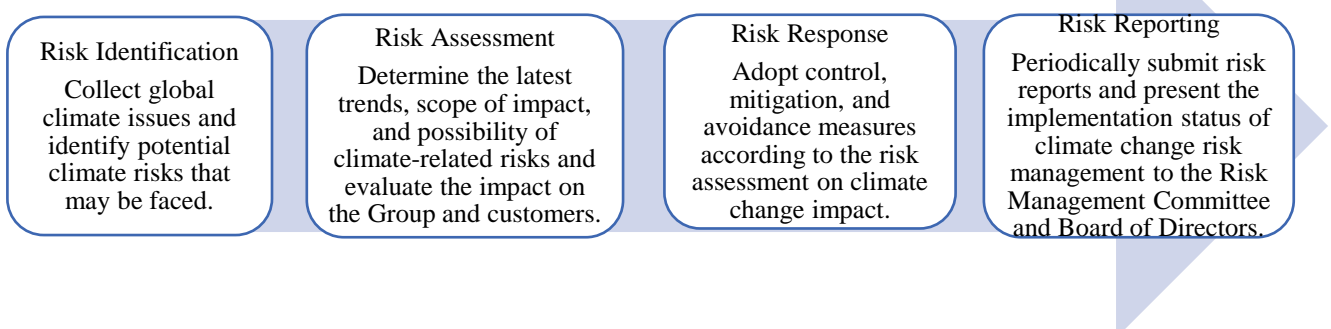 Risk Identification
Collect global
climate issues and
identify potential
climate risks that
may be faced.
Risk Assessment
Determine the latest
trends, scope of impact,
and possibility of
climate-related risks and
evaluate the impact on
the Group and customers.
Risk Response
Adopt control,
mitigation, and
avoidance measures
according to the risk
assessment on climate
change impact.
Risk Reporting
Periodically submit risk
reports and present the
implementation status of
climate change risk
management to the Risk
Management Committee
and Board of Directors.